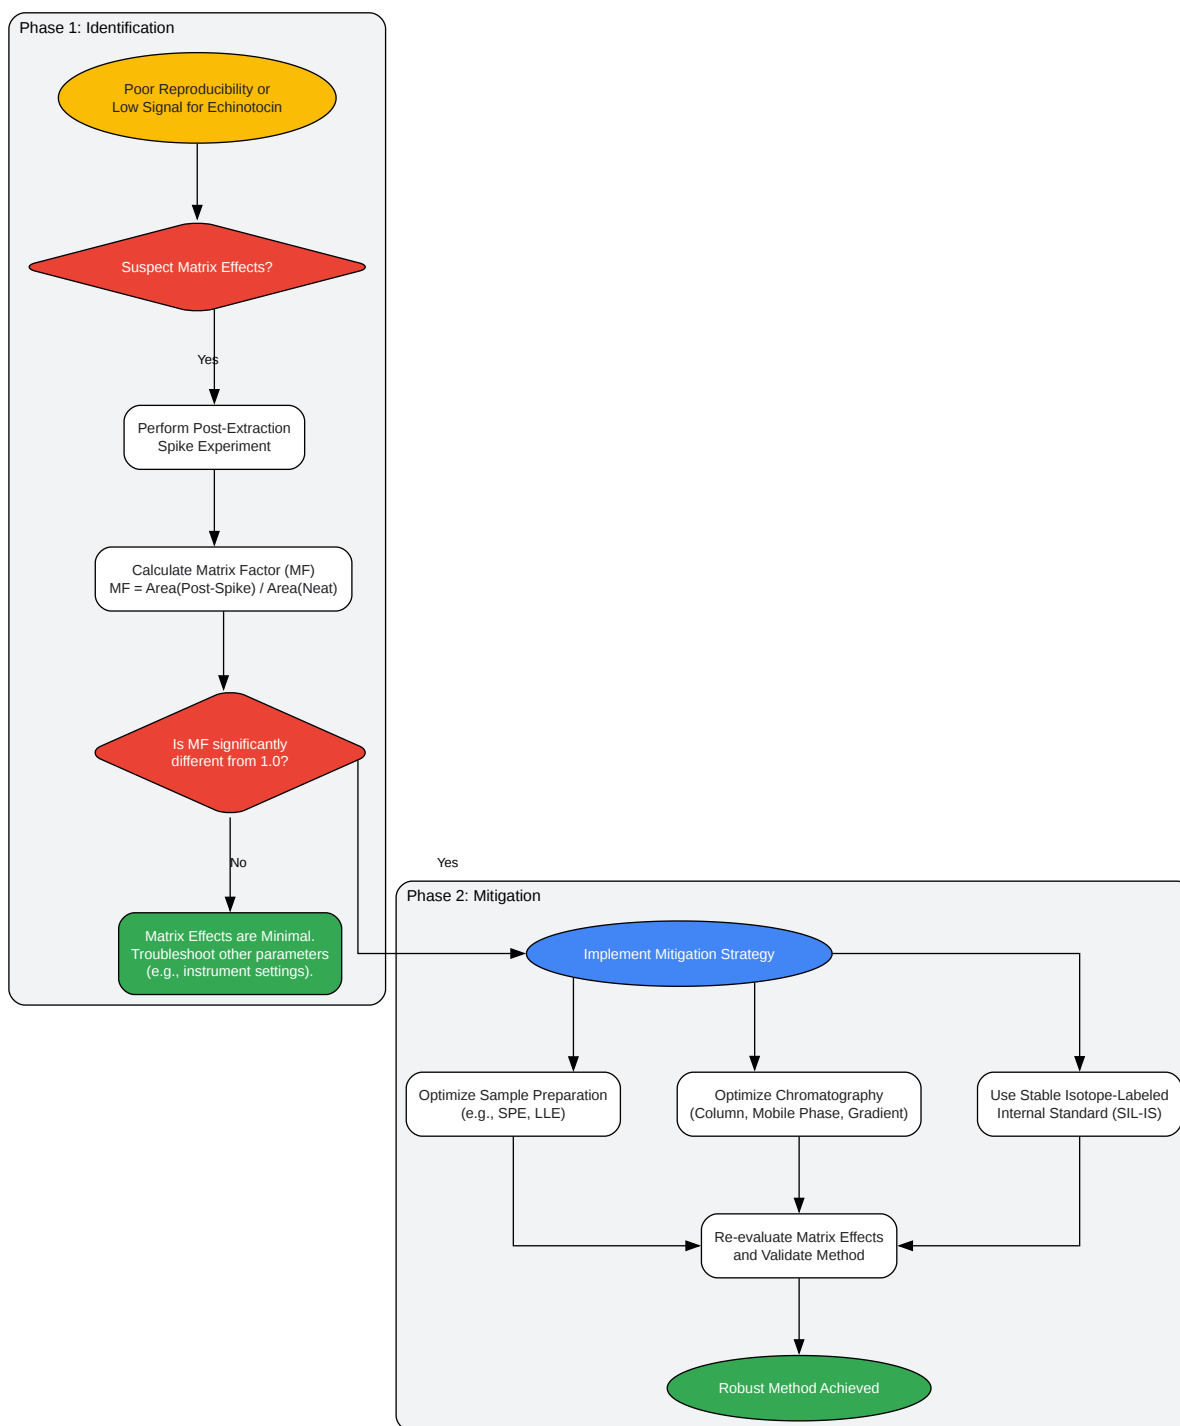 Phase 1: Identification
Poor Reproducibility or
Low Signal for Echinotocin
Suspect Matrix Effects?
Yes
Perform Post-Extraction
Spike Experiment
Calculate Matrix Factor (MF)
MF = Area(Post-Spike) / Area(Neat)
Is MF significantly
different from 1.0?
No
Yes
Matrix Effects are Minimal.
Troubleshoot other parameters
(e.g., instrument settings).
Phase 2: Mitigation
Implement Mitigation Strategy
Optimize Sample Preparation
(e.g., SPE, LLE)
Optimize Chromatography
(Column, Mobile Phase, Gradient)
Use Stable Isotope-Labeled
Internal Standard (SIL-IS)
Re-evaluate Matrix Effects
and Validate Method
Robust Method Achieved